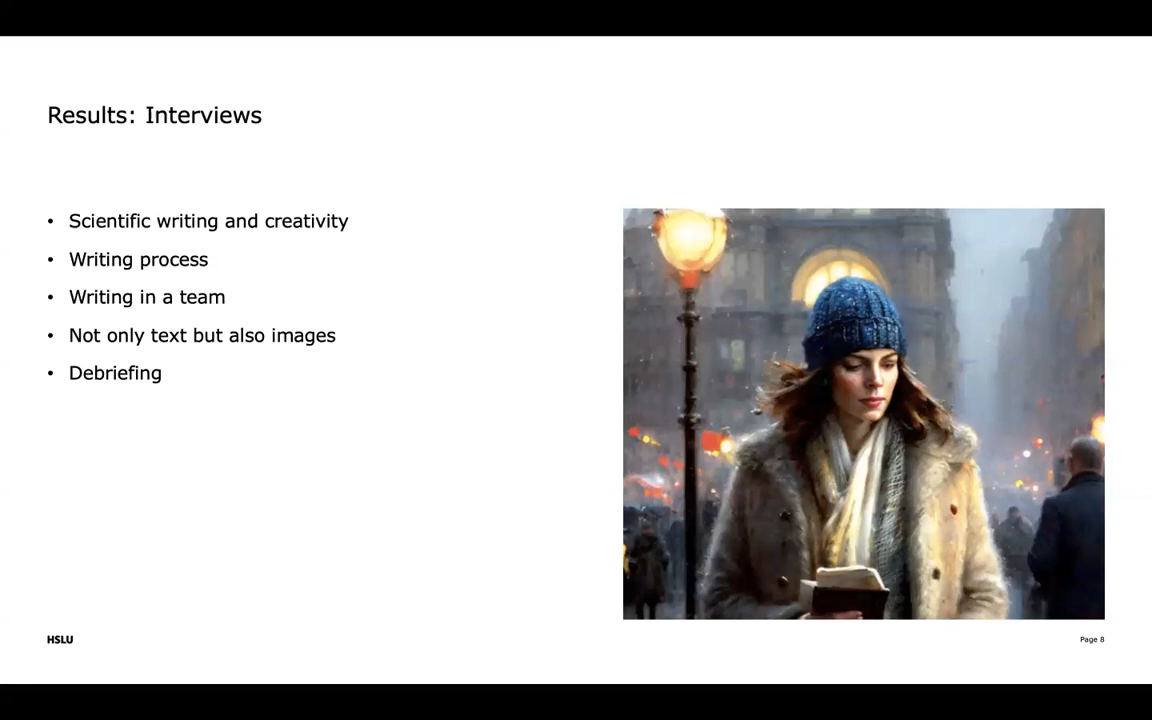 Results: Interviews
• Scientific writing and creativity
• Writing process
• Writing in a team
• Not only text but also images
• Debriefing
HSLU
Page 8